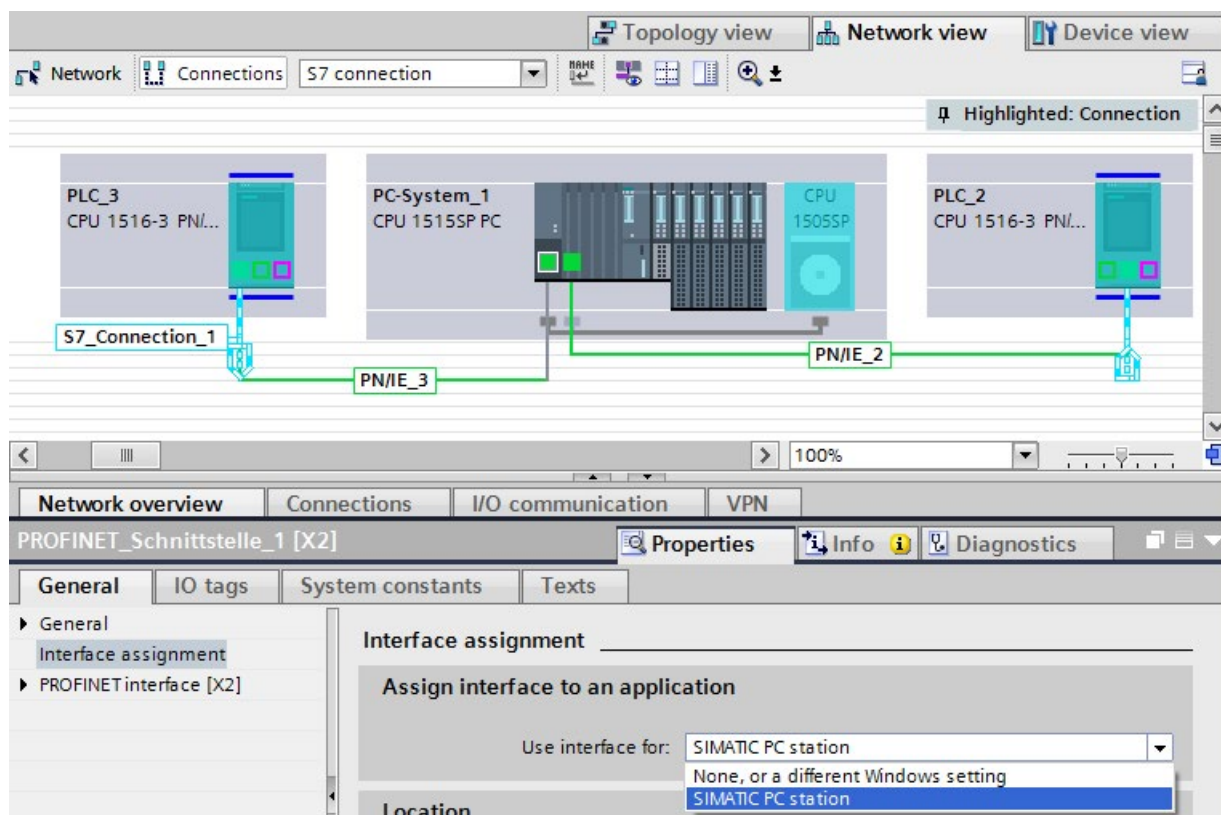 Topology view
Network view
Device view
Network
Connections
S7 connection
NAME
Highlighted: Connection
PLC_3
CPU 1516-3 PN/...
PC-System_1
CPU 1515SP PC
CPU
1505SP
PLC_2
CPU 1516-3 PN/...
S7_Connection_1
PN/IE_2
PN/IE_3
100%
Network overview
Connections
I/O communication
VPN
PROFINET_Schnittstelle_1 [X2]
Properties
Info
Diagnostics
General
IO tags
System constants
Texts
General
Interface assignment
Interface assignment
PROFINET interface [X2]
Assign interface to an application
Use interface for:
SIMATIC PC station
None, or a different Windows setting
SIMATIC PC station
Location